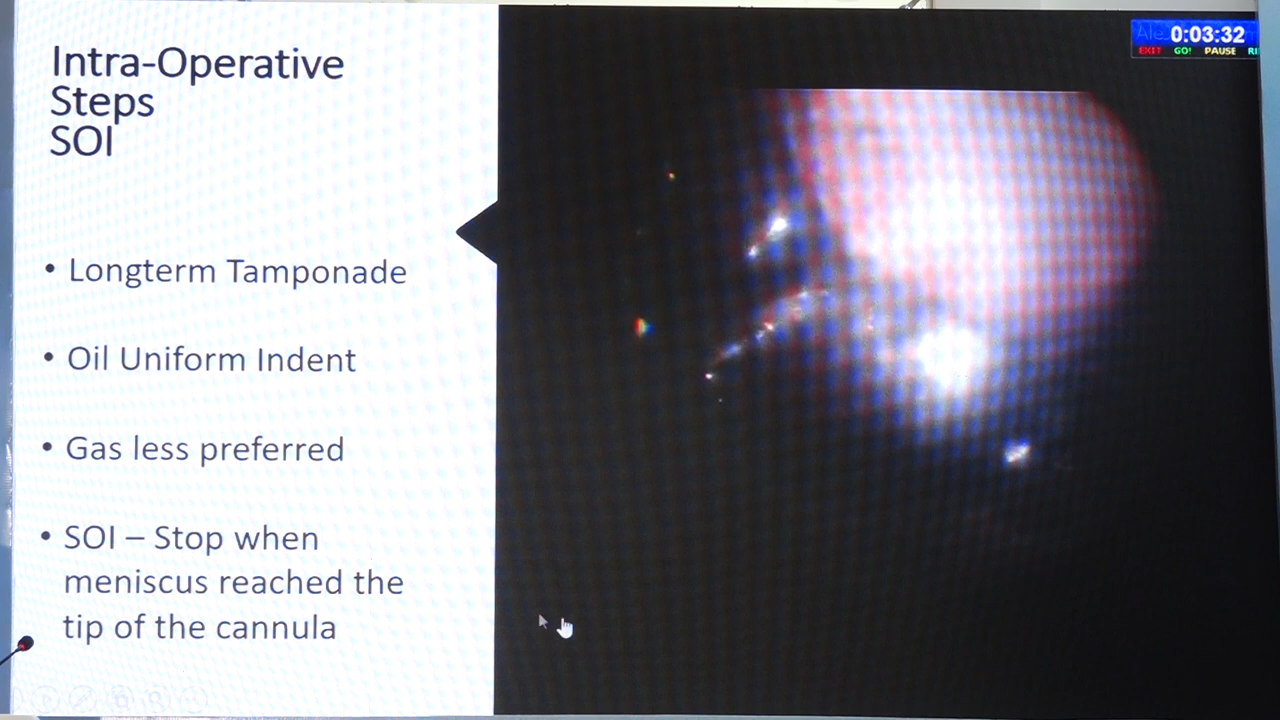 Intra-Operative
Steps
SOI
• Longterm Tamponade
• Oil Uniform Indent
• Gas less preferred
• SOI – Stop when
meniscus reached the
tip of the cannula
0:03:32
EXIT GO! PAUSE